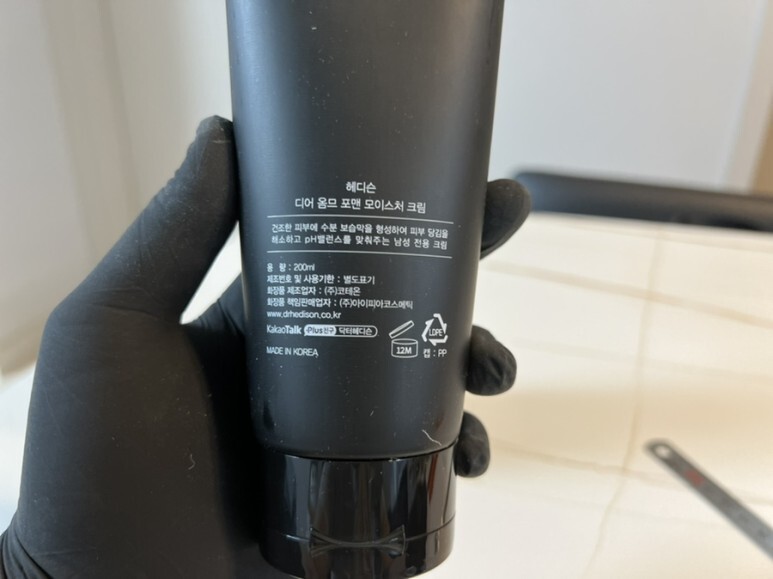 헤디슨
디어 옴므 포맨 모이스처 크림
건조한 피부에 수분 보습막을 형성하여 피부 당김을
해소하고 pH밸런스를 맞춰주는 남성 전용 크림
용 량 : 200ml
제조번호 및 사용기한 : 별도표기
화장품 제조업자 : (주)코테온
화장품 책임판매업자 : (주)아이피아코스메틱
www.drhedison.co.kr
KakaoTalk Plus친구 닥터헤디슨
MADE IN KOREA
12M
LDPE
캡 : PP